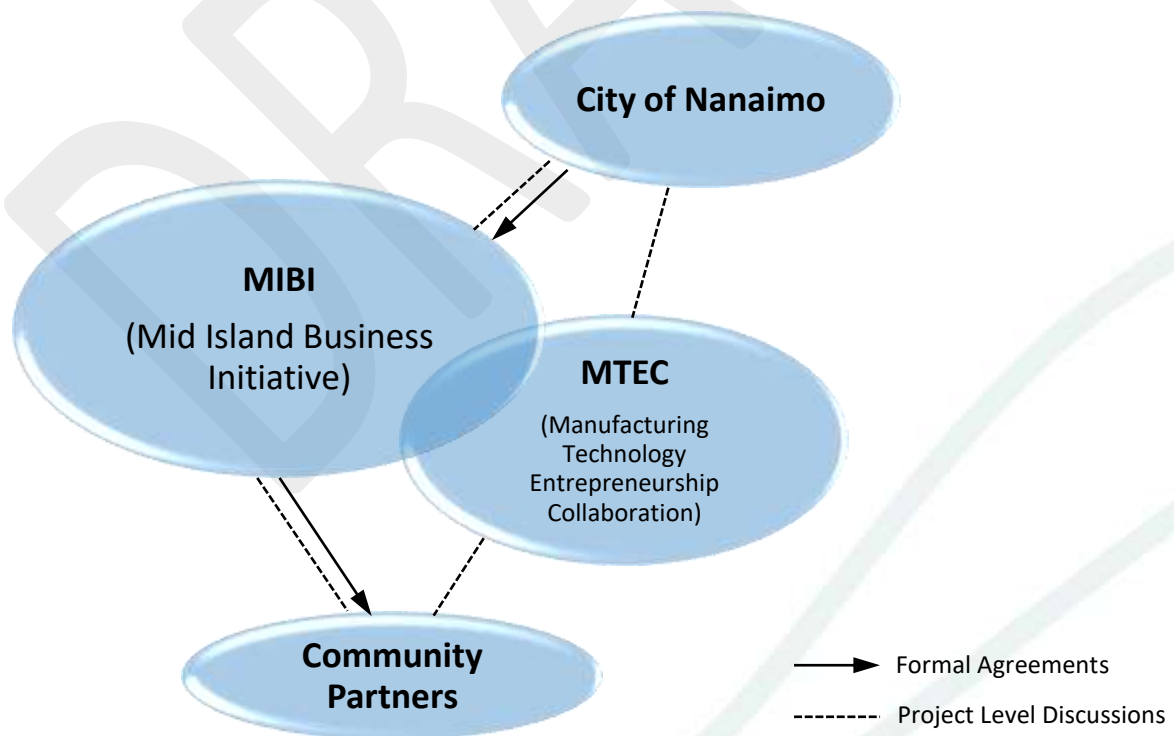 DRA
City of Nanaimo
MIBI
(Mid Island Business
Initiative)
MTEC
(Manufacturing
Technology
Entrepreneurship
Collaboration)
Community
Partners
Formal Agreements
Project Level Discussions